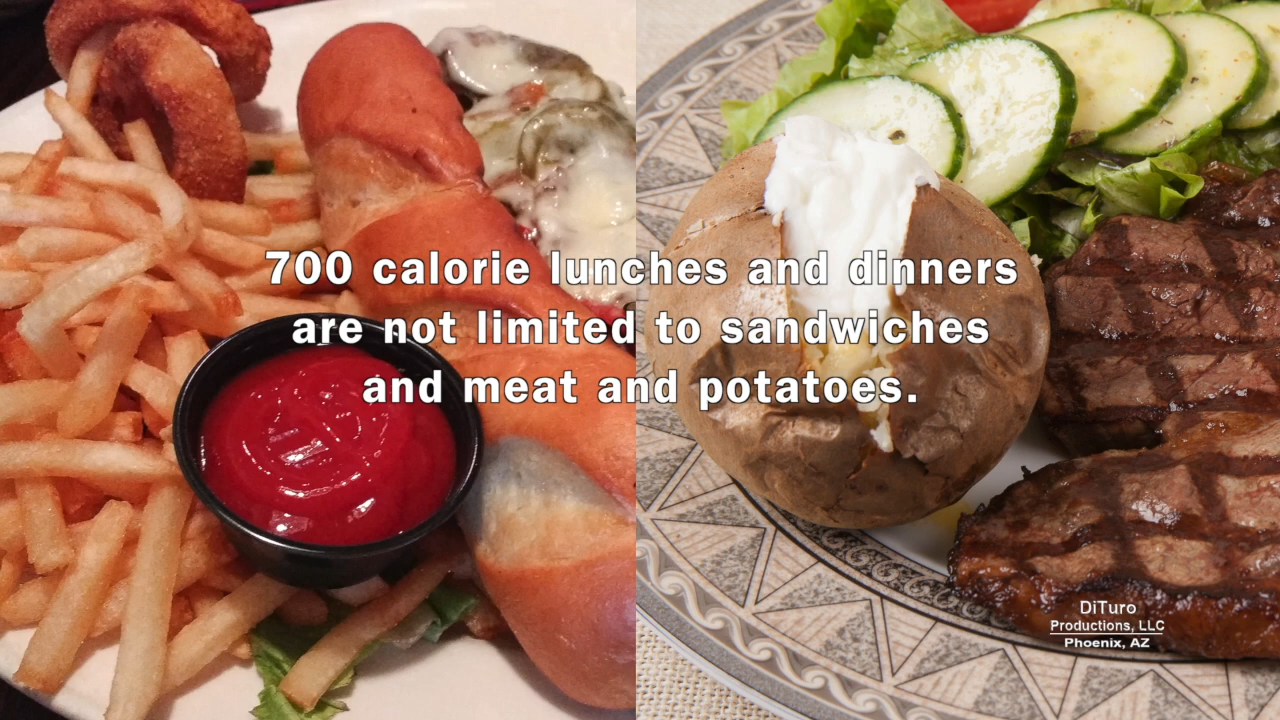 700 calorie lunches and dinners
are not limited to sandwiches
and meat and potatoes.
DiTuro
Productions, LLC
Phoenix, AZ